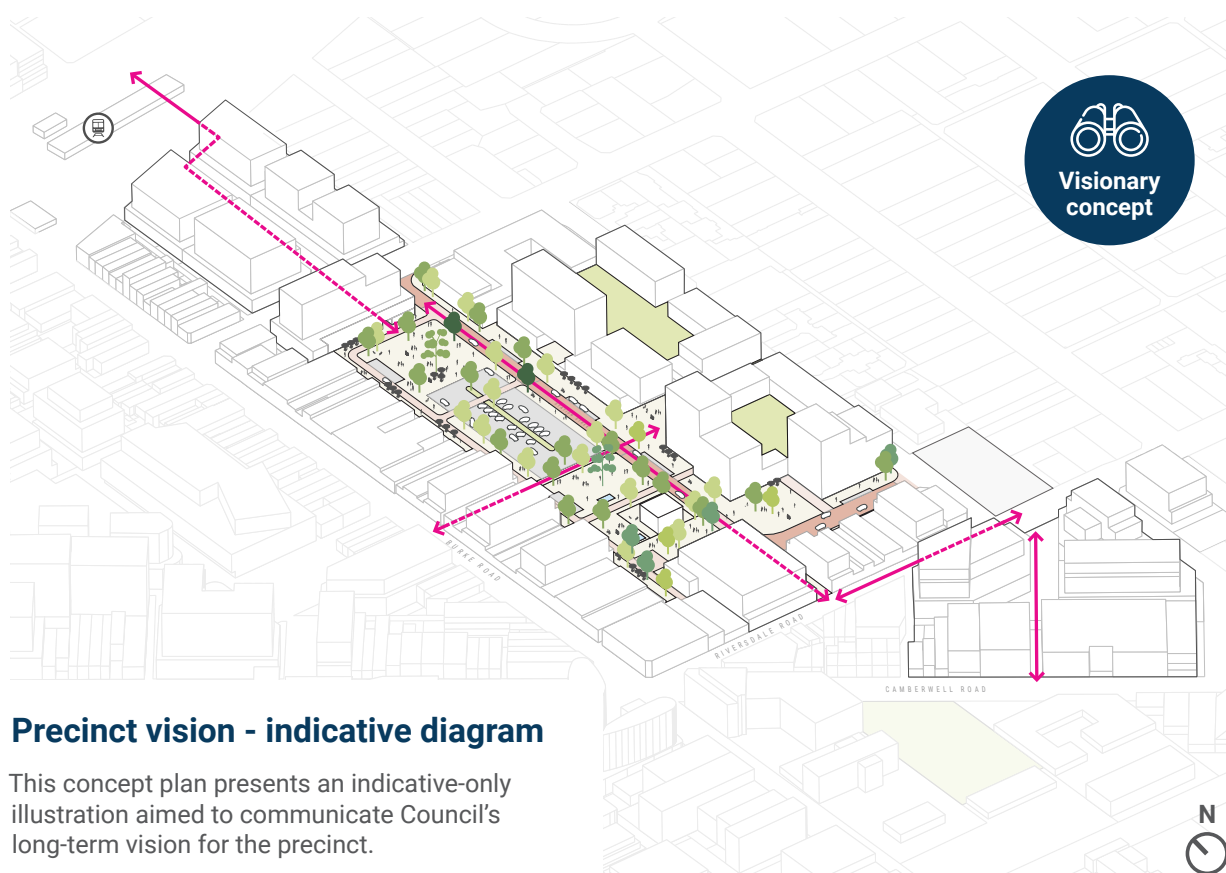 Visionary
concept
BURKE ROAD
RIVERSDALE ROAD
CAMBERWELL ROAD
Precinct vision - indicative diagram
This concept plan presents an indicative-only
illustration aimed to communicate Council’s
long-term vision for the precinct.
N